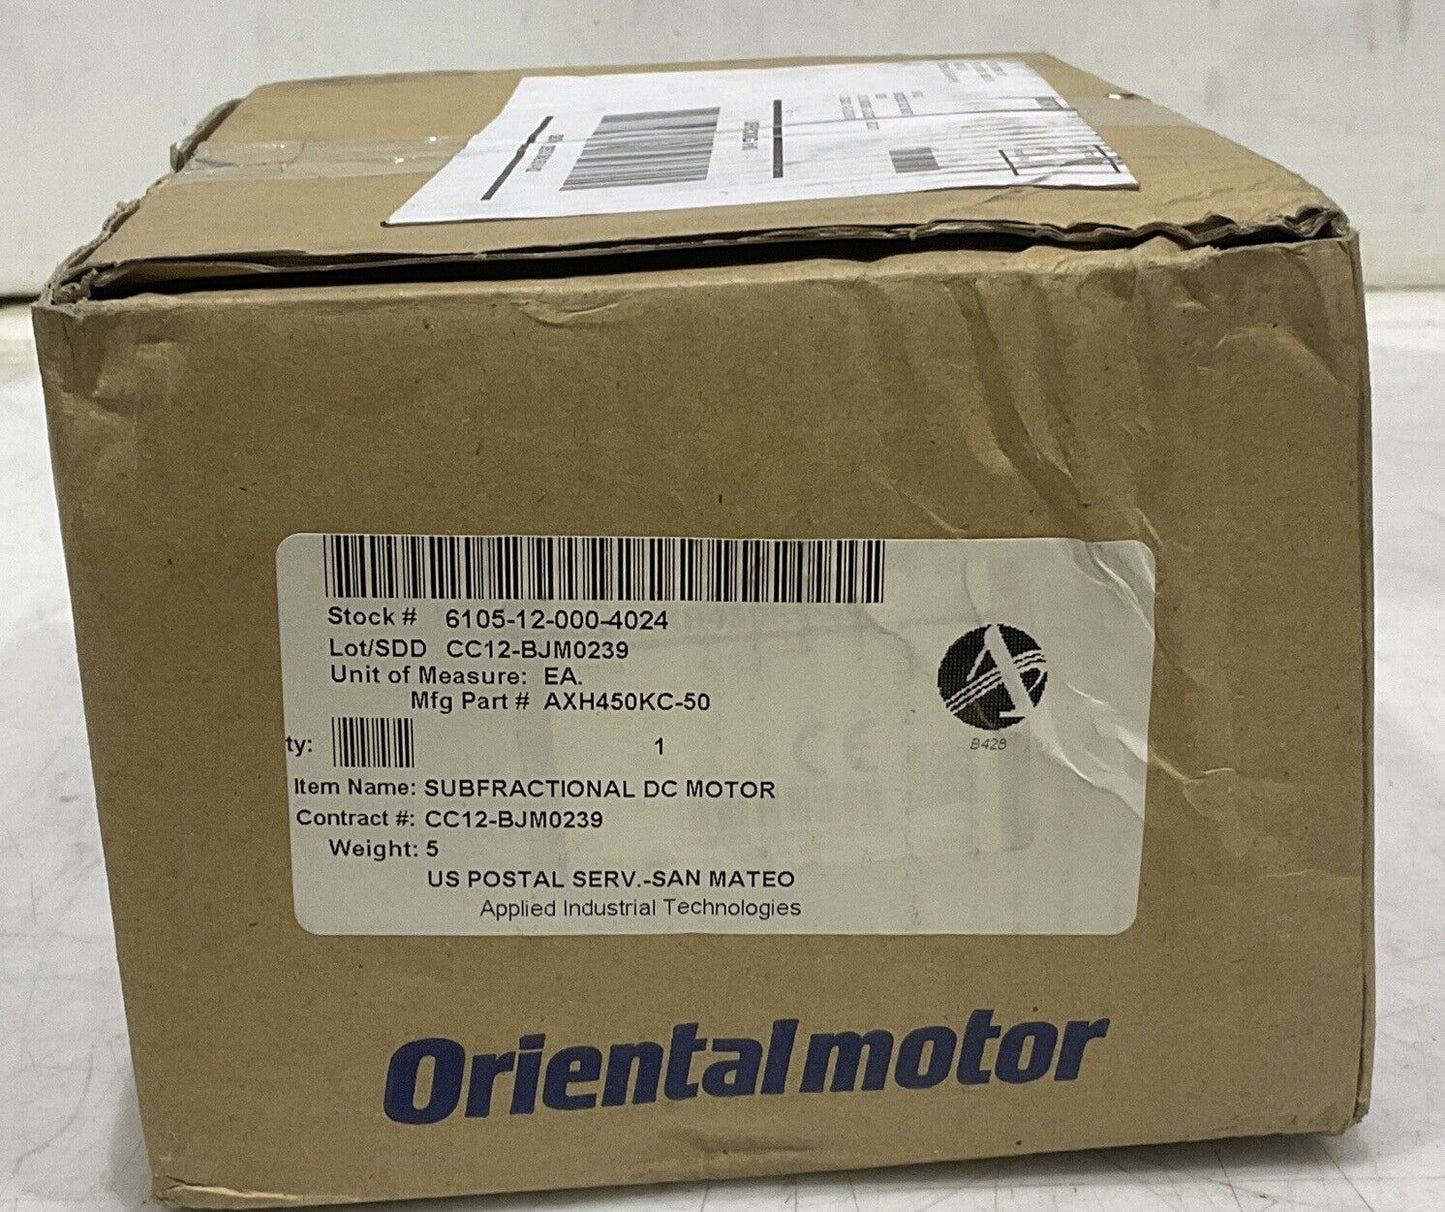 Stock # 6105-12-000-4024
Lot/SDD CC12-BJM0239
Unit of Measure: EA.
Mfg Part # AXH450KC-50
ty: 1
B428
Item Name: SUBFRACTIONAL DC MOTOR
Contract #: CC12-BJM0239
Weight: 5
US POSTAL SERV.-SAN MATEO
Applied Industrial Technologies
Orientalmotor